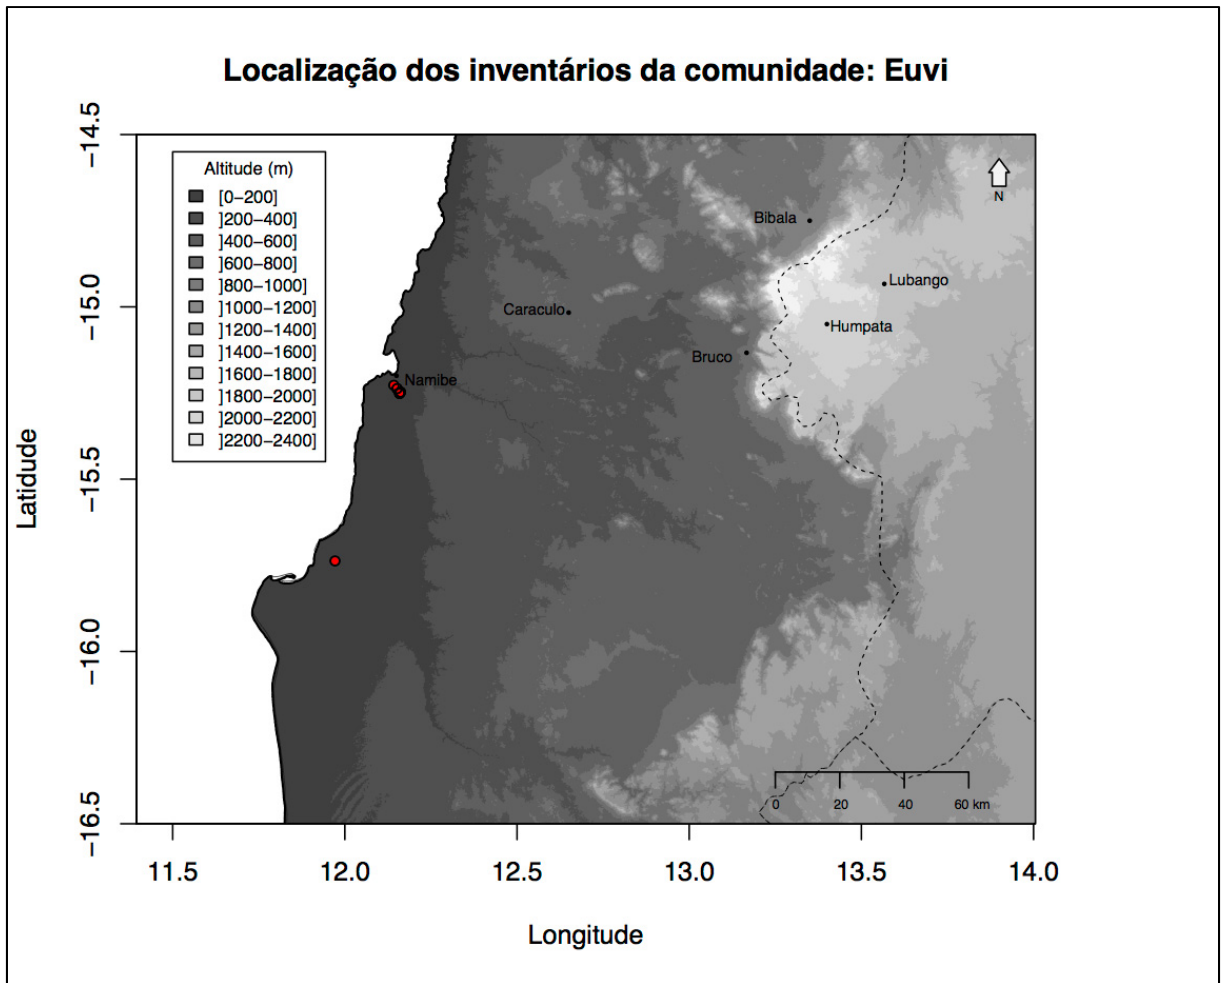 Localização dos inventários da comunidade: Euvi
Altitude (m)
[0−200]
]200−400]
]400−600]
]600−800]
]800−1000]
]1000−1200]
]1200−1400]
]1400−1600]
]1600−1800]
]1800−2000]
]2000−2200]
]2200−2400]
N
Bibala
Lubango
Caraculo
Humpata
Bruco
Namibe
0 20 40 60 km
−14.5
−15.0
−15.5
−16.0
−16.5
Latidude
11.5 12.0 12.5 13.0 13.5 14.0
Longitude